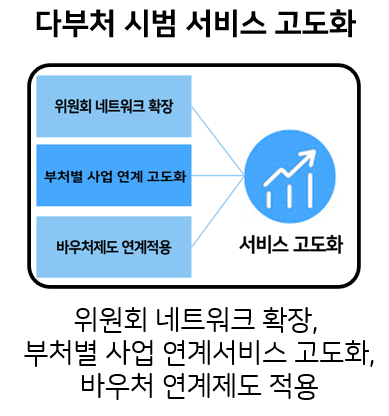 다부처 시범 서비스 고도화
위원회 네트워크 확장
부처별 사업 연계 고도화
바우처제도 연계적용
서비스 고도화
위원회 네트워크 확장,
부처별 사업 연계서비스 고도화,
바우처 연계제도 적용